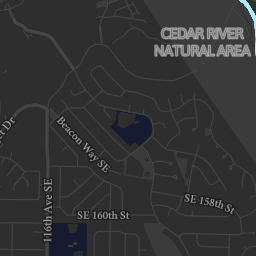 CEDAR RIVER
NATURAL AREA
Beacon Way SE
116th Ave SE
SE 158th St
SE 160th St